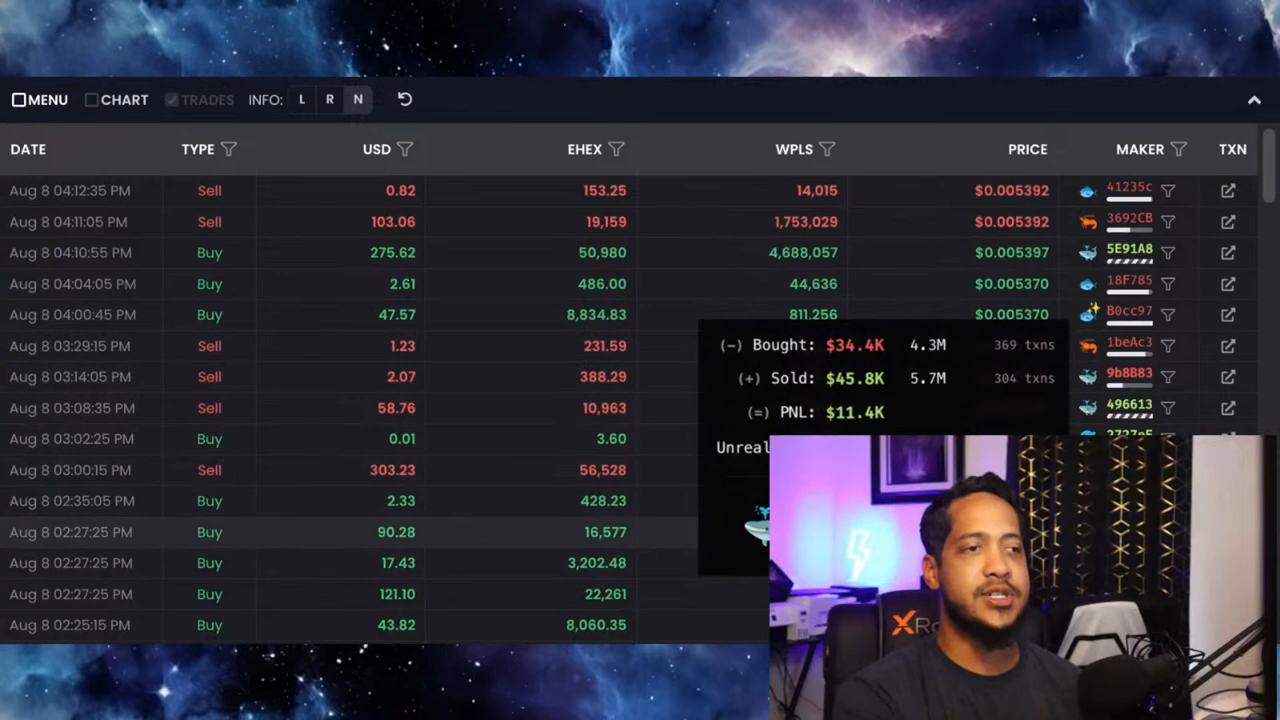 MENU CHART TRADES INFO: L R N
DATE TYPE USD EHEX WPLS PRICE MAKER TXN
Aug 8 04:12:35 PM Sell 0.82 153.25 14,015 $0.005392 41235c
Aug 8 04:11:05 PM Sell 103.06 19,159 1,753,029 $0.005392 3692CB
Aug 8 04:10:55 PM Buy 275.62 50,980 4,688,057 $0.005397 5E91A8
Aug 8 04:04:05 PM Buy 2.61 486.00 44,636 $0.005370 18F785
Aug 8 04:00:45 PM Buy 47.57 8,834.83 811,256 $0.005370 B0cc97
Aug 8 03:29:15 PM Sell 1.23 231.59 1beAc3
(-) Bought: $34.4K 4.3M 369 txns
Aug 8 03:14:05 PM Sell 2.07 388.29 9b8B83
(+) Sold: $45.8K 5.7M 304 txns
Aug 8 03:08:35 PM Sell 58.76 10,963 496613
(=) PNL: $11.4K
Aug 8 03:02:25 PM Buy 0.01 3.60
Unreal
Aug 8 03:00:15 PM Sell 303.23 56,528
Aug 8 02:35:05 PM Buy 2.33 428.23
Aug 8 02:27:25 PM Buy 90.28 16,577
Aug 8 02:27:25 PM Buy 17.43 3,202.48
Aug 8 02:27:25 PM Buy 121.10 22,261
Aug 8 02:25:15 PM Buy 43.82 8,060.35